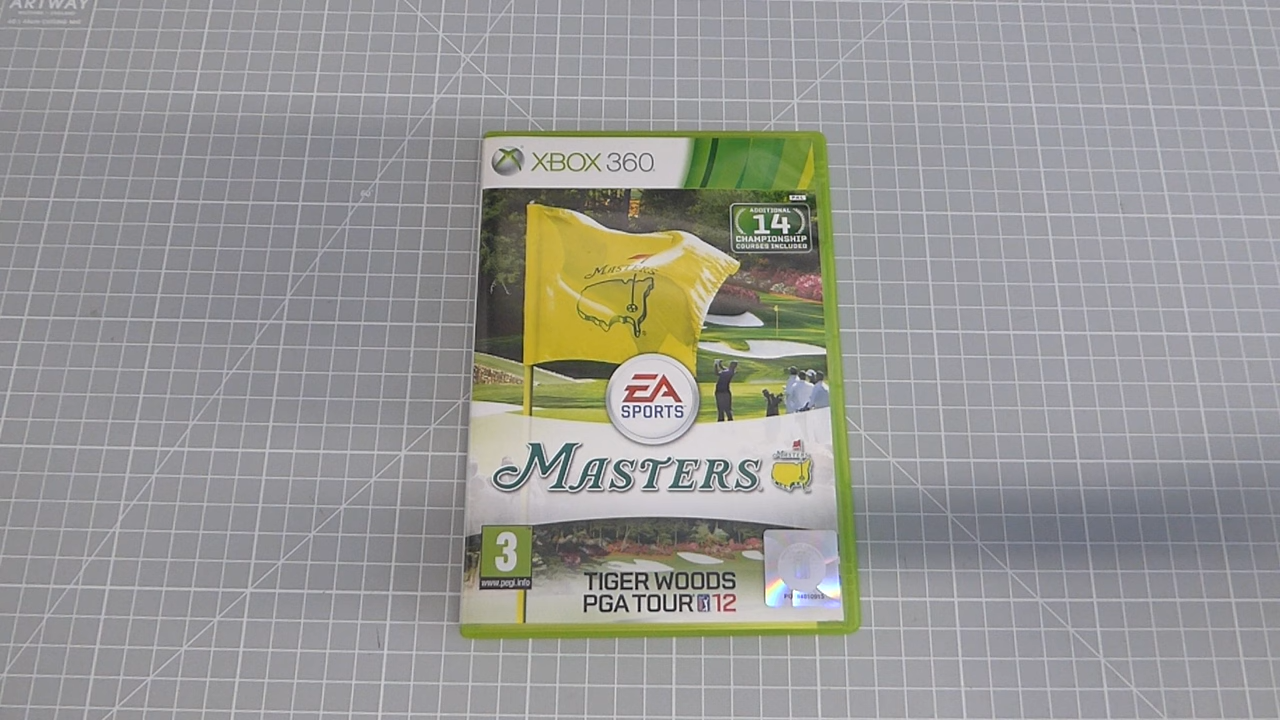 ARTWAY
XBOX 360
PAL
ADDITIONAL
14
CHAMPIONSHIP
COURSES INCLUDED
MASTERS
EA
SPORTS
MASTERS
MASTERS
3
www.pegi.info
TIGER WOODS
PGA TOUR 12